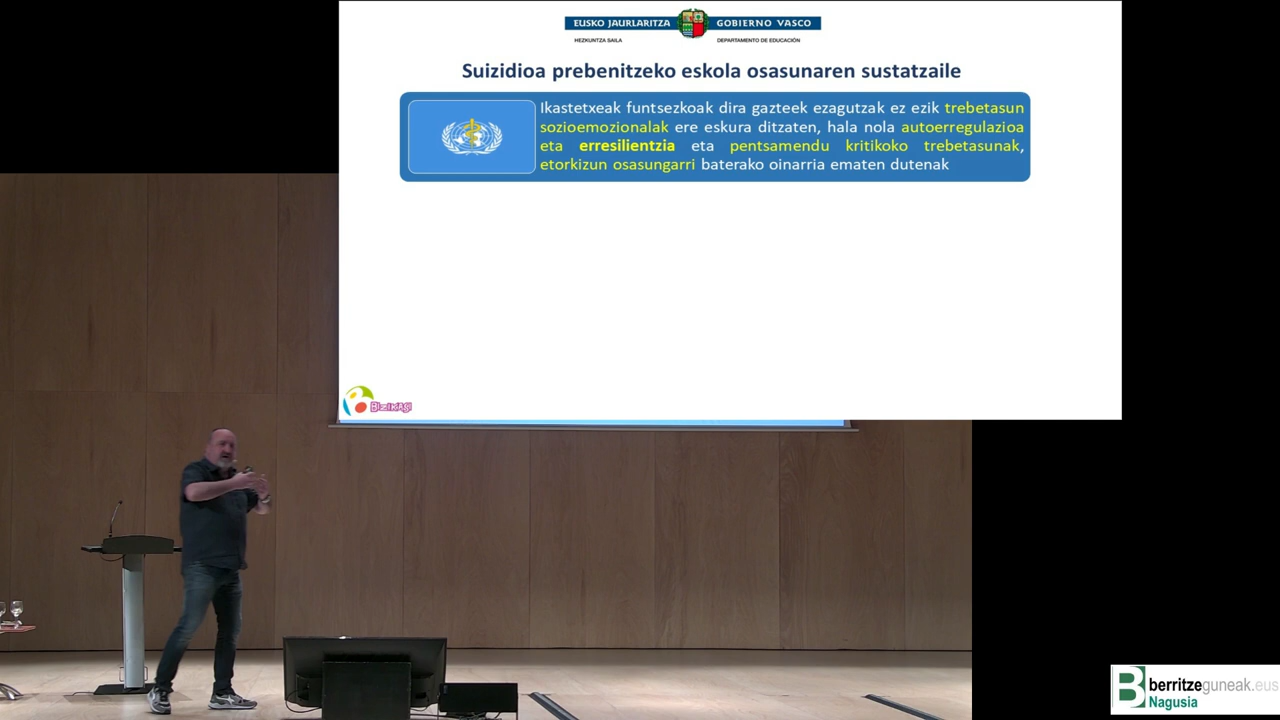 EUSKO JAURLARITZA
GOBIERNO VASCO
HEZKUNTZA SAILA
DEPARTAMENTO DE EDUCACIÓN
Suizidioa prebenitzeko eskola osasunaren sustatzaile
Ikastetxeak funtsezkoak dira gazteek ezagutzak ez ezik trebetasun
sozioemozionalak ere eskura ditzaten, hala nola autoerregulazioa
eta erresilientzia eta pentsamendu kritikoko trebetasunak,
etorkizun osasungarri baterako oinarria ematen dutenak
BIZIKASI
berritzeguneak.eus
Nagusia